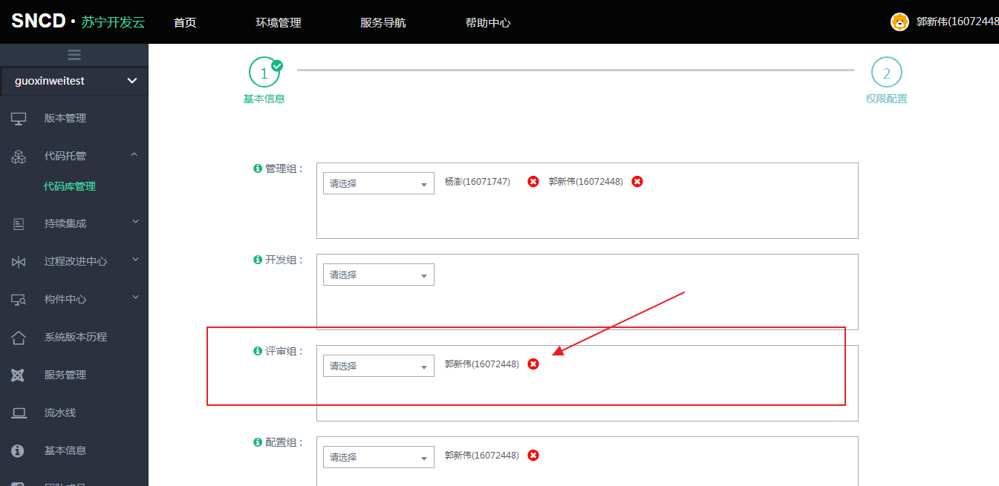 SNCD·苏宁开发云
首页
环境管理
服务导航
帮助中心
郭新伟(16072448
guoxinweitest
版本管理
代码托管
代码库管理
持续集成
过程改进中心
构件中心
系统版本历程
服务管理
流水线
基本信息
1
基本信息
2
权限配置
管理组：
请选择
杨澎(16071747)
郭新伟(16072448)
开发组：
请选择
评审组：
请选择
郭新伟(16072448)
配置组：
请选择
郭新伟(16072448)